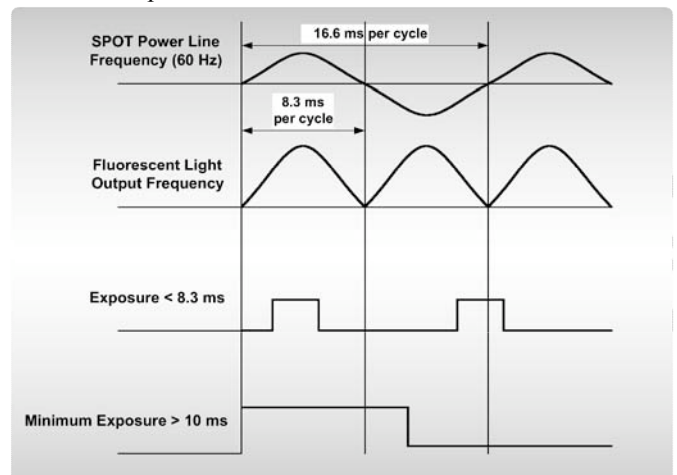 SPOT Power Line
Frequency (60 Hz)
16.6 ms per cycle
8.3 ms
per cycle
Fluorescent Light
Output Frequency
Exposure < 8.3 ms
Minimum Exposure > 10 ms